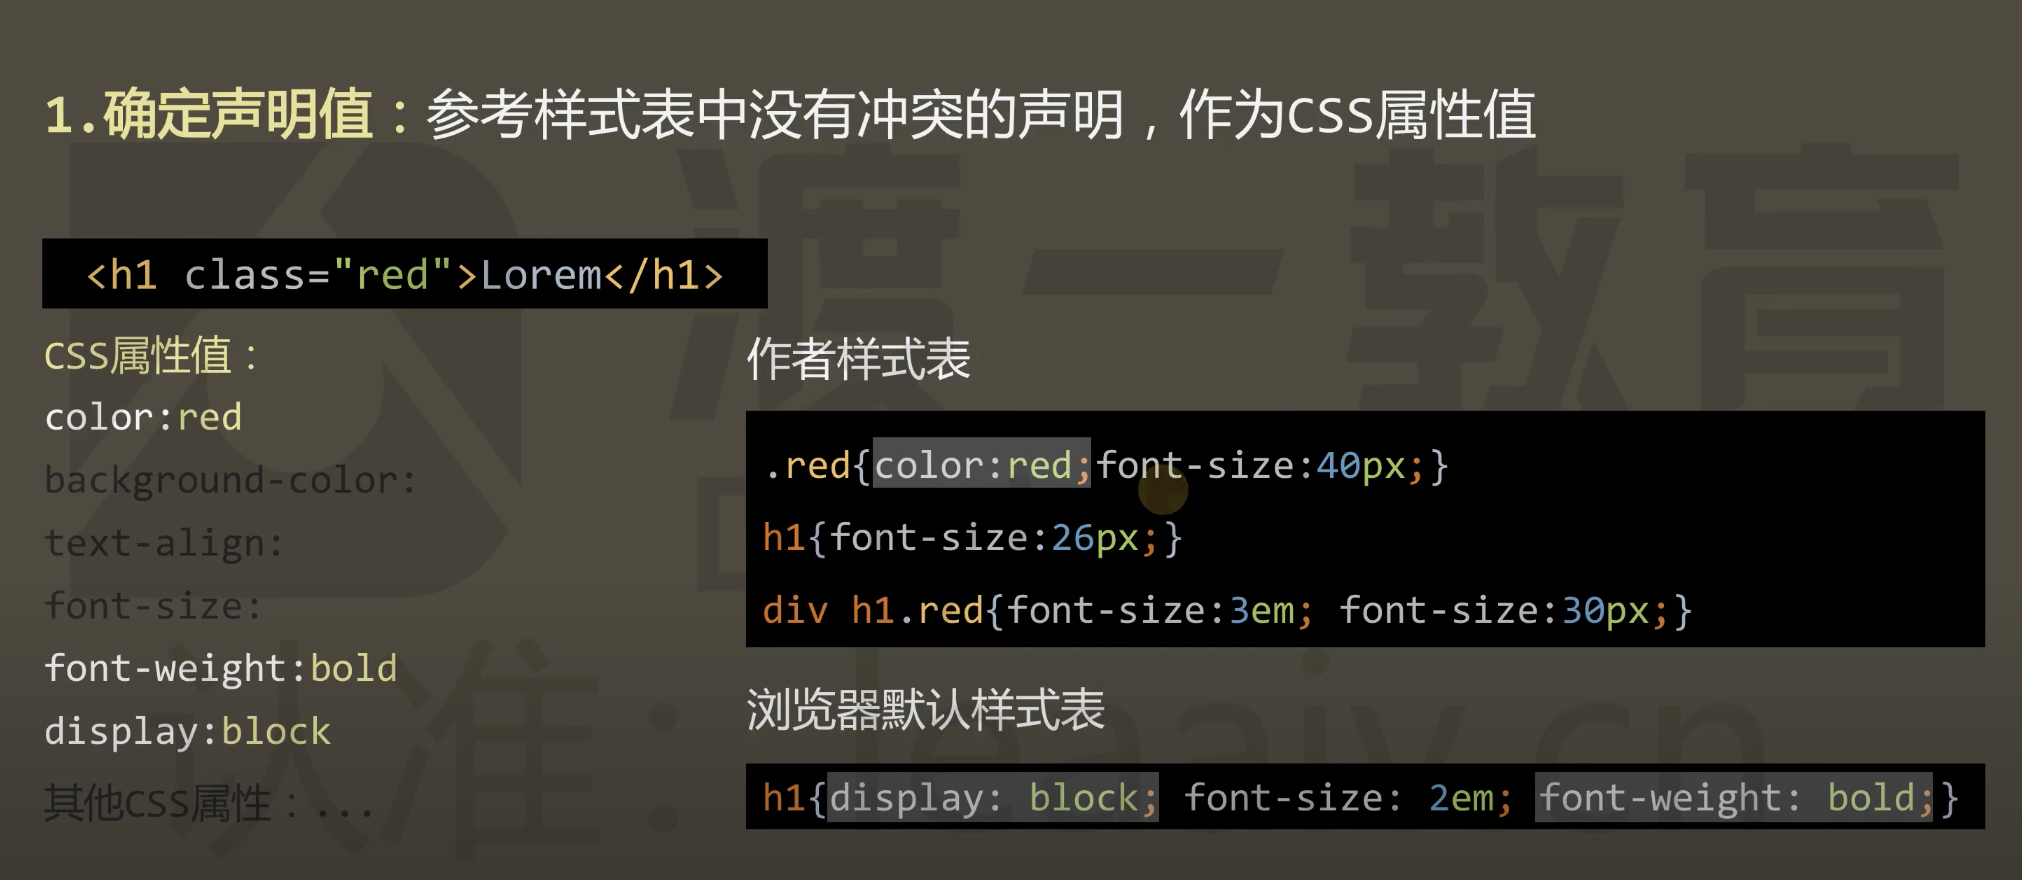 1.确定声明值：参考样式表中没有冲突的声明，作为CSS属性值
<h1 class="red">Lorem</h1>
CSS属性值：
color:red
background-color:
text-align:
font-size:
font-weight:bold
display:block
其他CSS属性：...
作者样式表
.red{color:red;font-size:40px;}
h1{font-size:26px;}
div h1.red{font-size:3em; font-size:30px;}
浏览器默认样式表
h1{display: block; font-size: 2em; font-weight: bold;}
渡一教育